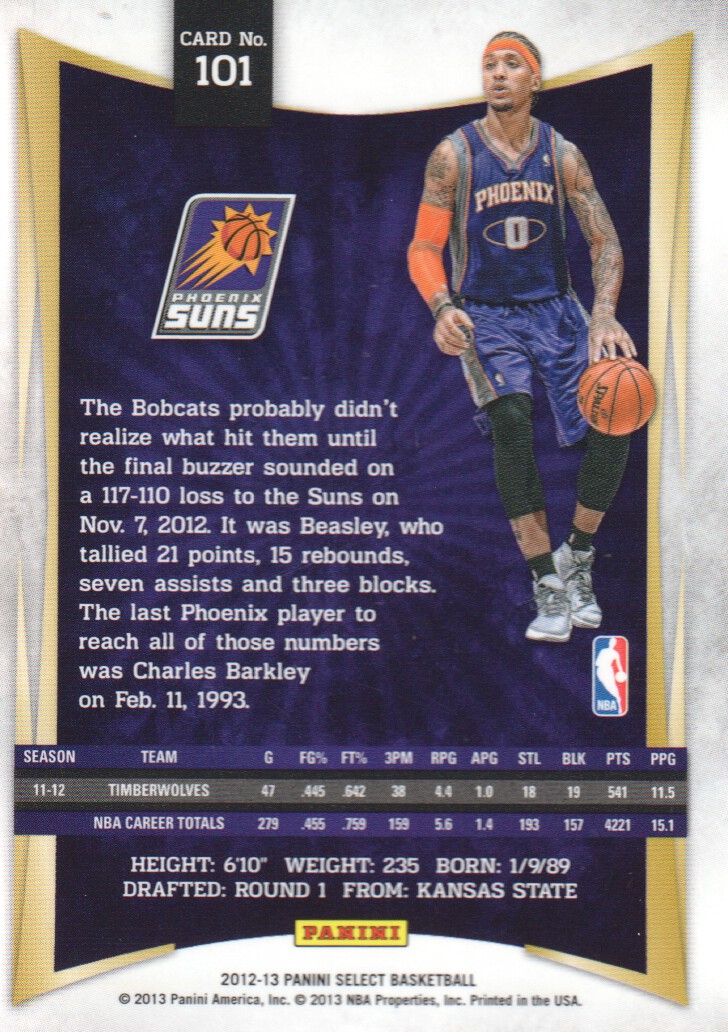 CARD No.
101
PHOENIX
0
SPALDING
PHOENIX
SUNS
The Bobcats probably didn't
realize what hit them until
the final buzzer sounded on
a 117-110 loss to the Suns on
Nov. 7, 2012. It was Beasley, who
tallied 21 points, 15 rebounds,
seven assists and three blocks.
The last Phoenix player to
reach all of those numbers
was Charles Barkley
on Feb. 11, 1993.
NBA
SEASON TEAM G FG% FT% 3PM RPG APG STL BLK PTS PPG
11-12 TIMBERWOLVES 47 .445 .642 38 4.4 1.0 18 19 541 11.5
NBA CAREER TOTALS 279 .455 .759 159 5.6 1.4 193 157 4221 15.1
HEIGHT: 6'10" WEIGHT: 235 BORN: 1/9/89
DRAFTED: ROUND 1 FROM: KANSAS STATE
PANINI
2012-13 PANINI SELECT BASKETBALL
© 2013 Panini America, Inc. © 2013 NBA Properties, Inc. Printed in the USA.